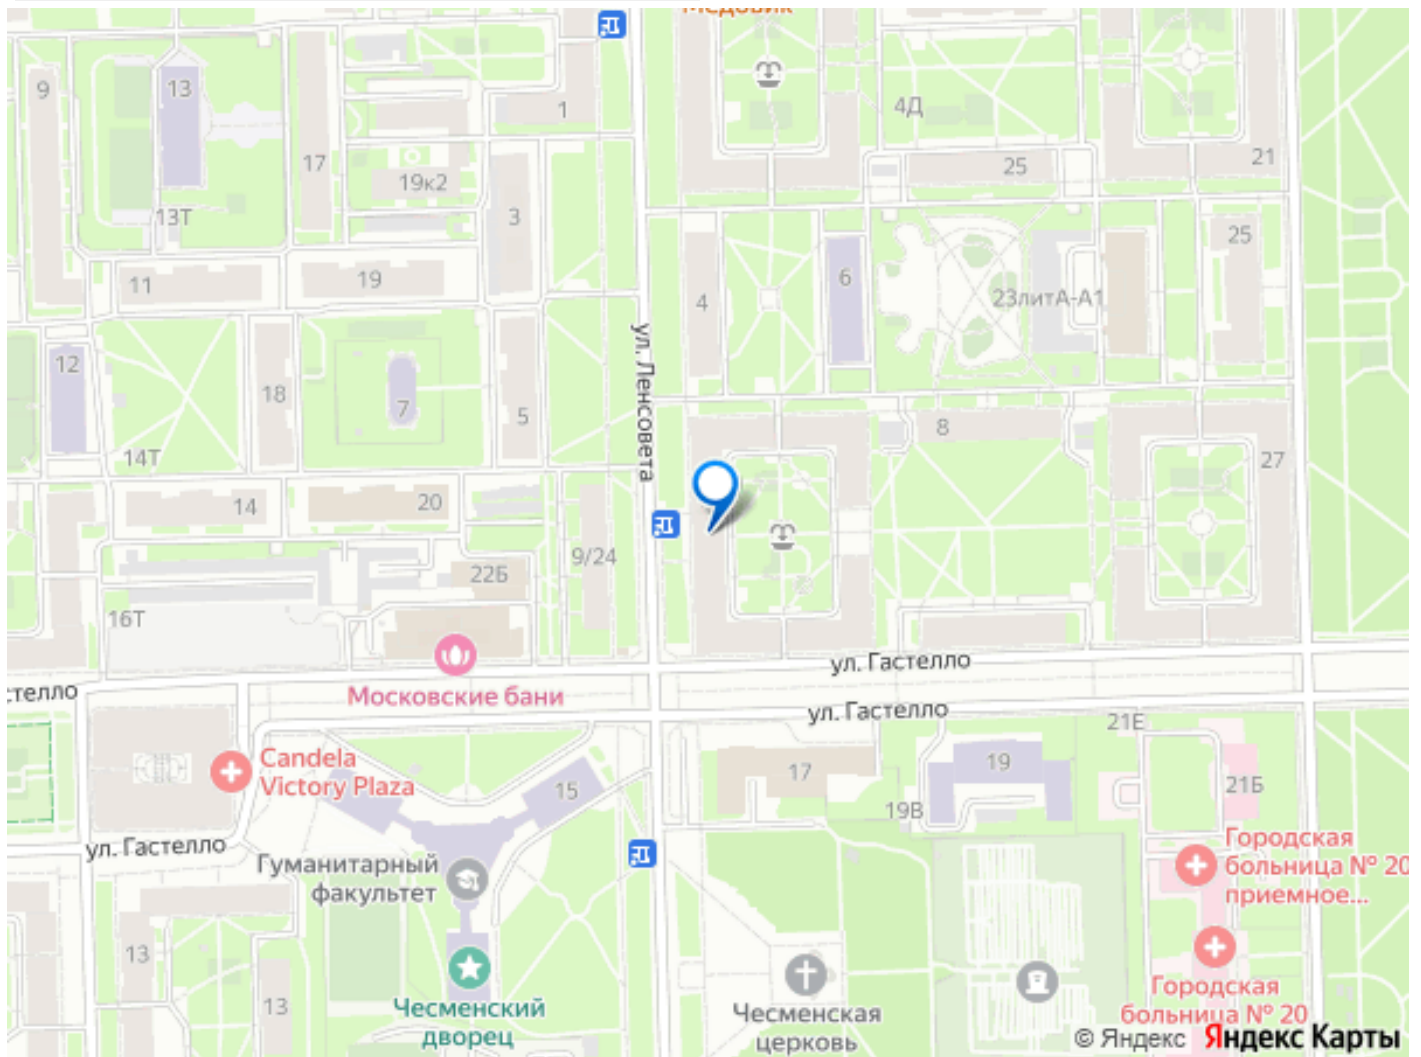 Медовик
9
13
1
4Д
17
21
25
19к2
13Т
3
25
6
11
19
4
23литА-А1
ул. Ленсовета
12
18
7
5
8
14Т
27
14
20
9/24
22Б
16Т
ул. Гастелло
стелло
Московские бани
ул. Гастелло
21Е
Candela
Victory Plaza
15
17
19
21Б
19В
ул. Гастелло
Гуманитарный
факультет
Городская
больница № 20
приемное...
13
13
Чесменский
дворец
Чесменская
церковь
Городская
больница № 20
© Яндекс Яндекс Карты